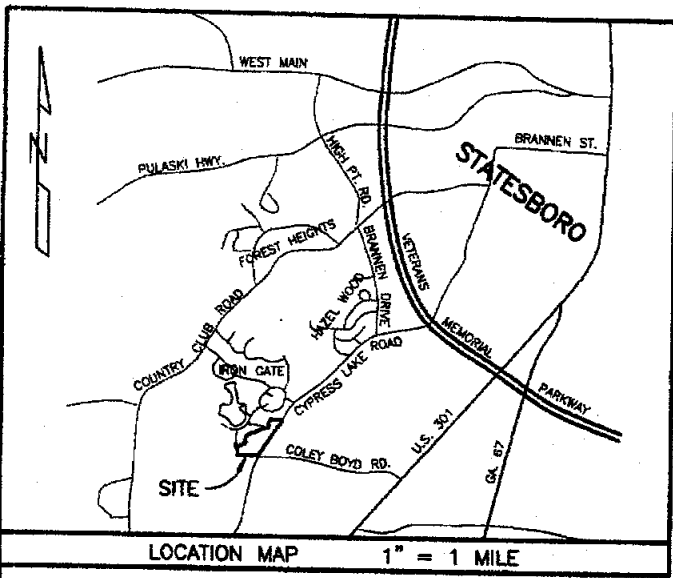 WEST MAIN
BRANNEN ST.
PULASKI HWY.
HIGH PT. RD.
STATESBORO
N
FOREST HEIGHTS
BRANNEN DRIVE
VETERANS MEMORIAL PARKWAY
HAZEL WOOD
COUNTRY CLUB ROAD
IRON GATE
CYPRESS LAKE ROAD
U.S. 301
GA. 67
COLEY BOYD RD.
SITE
LOCATION MAP 1" = 1 MILE